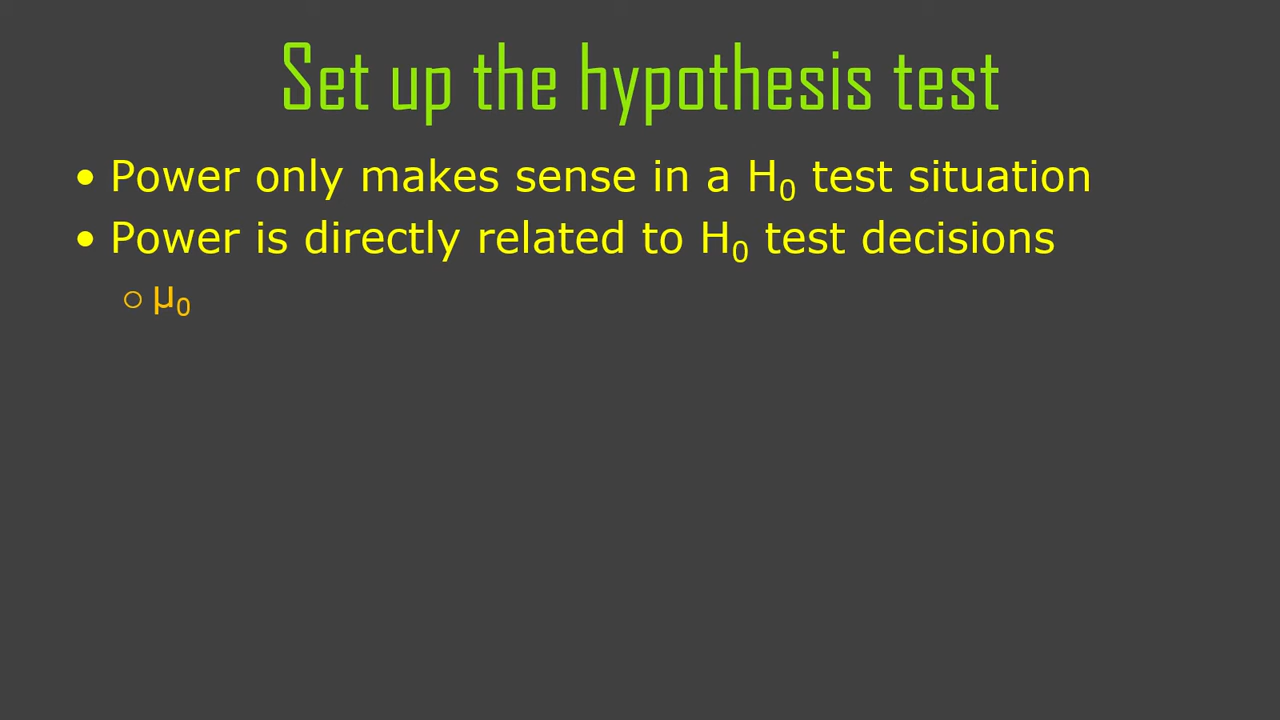 Set up the hypothesis test
• Power only makes sense in a H₀ test situation
• Power is directly related to H₀ test decisions
○ μ₀